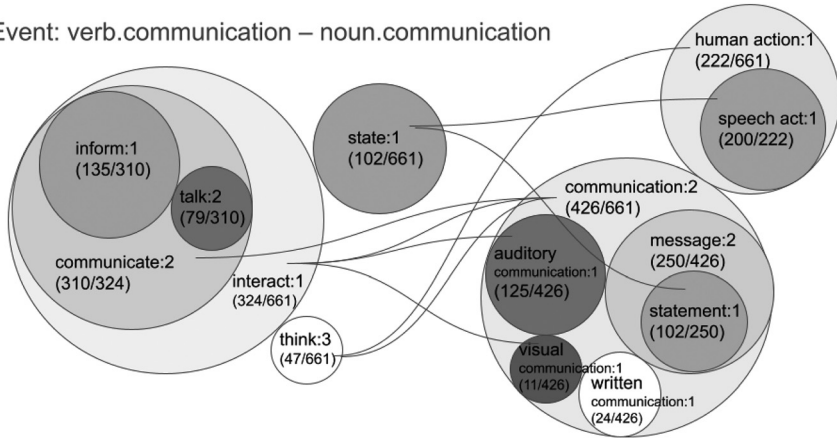 Event: verb.communication – noun.communication
inform:1
(135/310)
talk:2
(79/310)
communicate:2
(310/324)
interact:1
(324/661)
state:1
(102/661)
think:3
(47/661)
human action:1
(222/661)
speech act:1
(200/222)
communication:2
(426/661)
auditory
communication:1
(125/426)
message:2
(250/426)
statement:1
(102/250)
visual
communication:1
(11/426)
written
communication:1
(24/426)